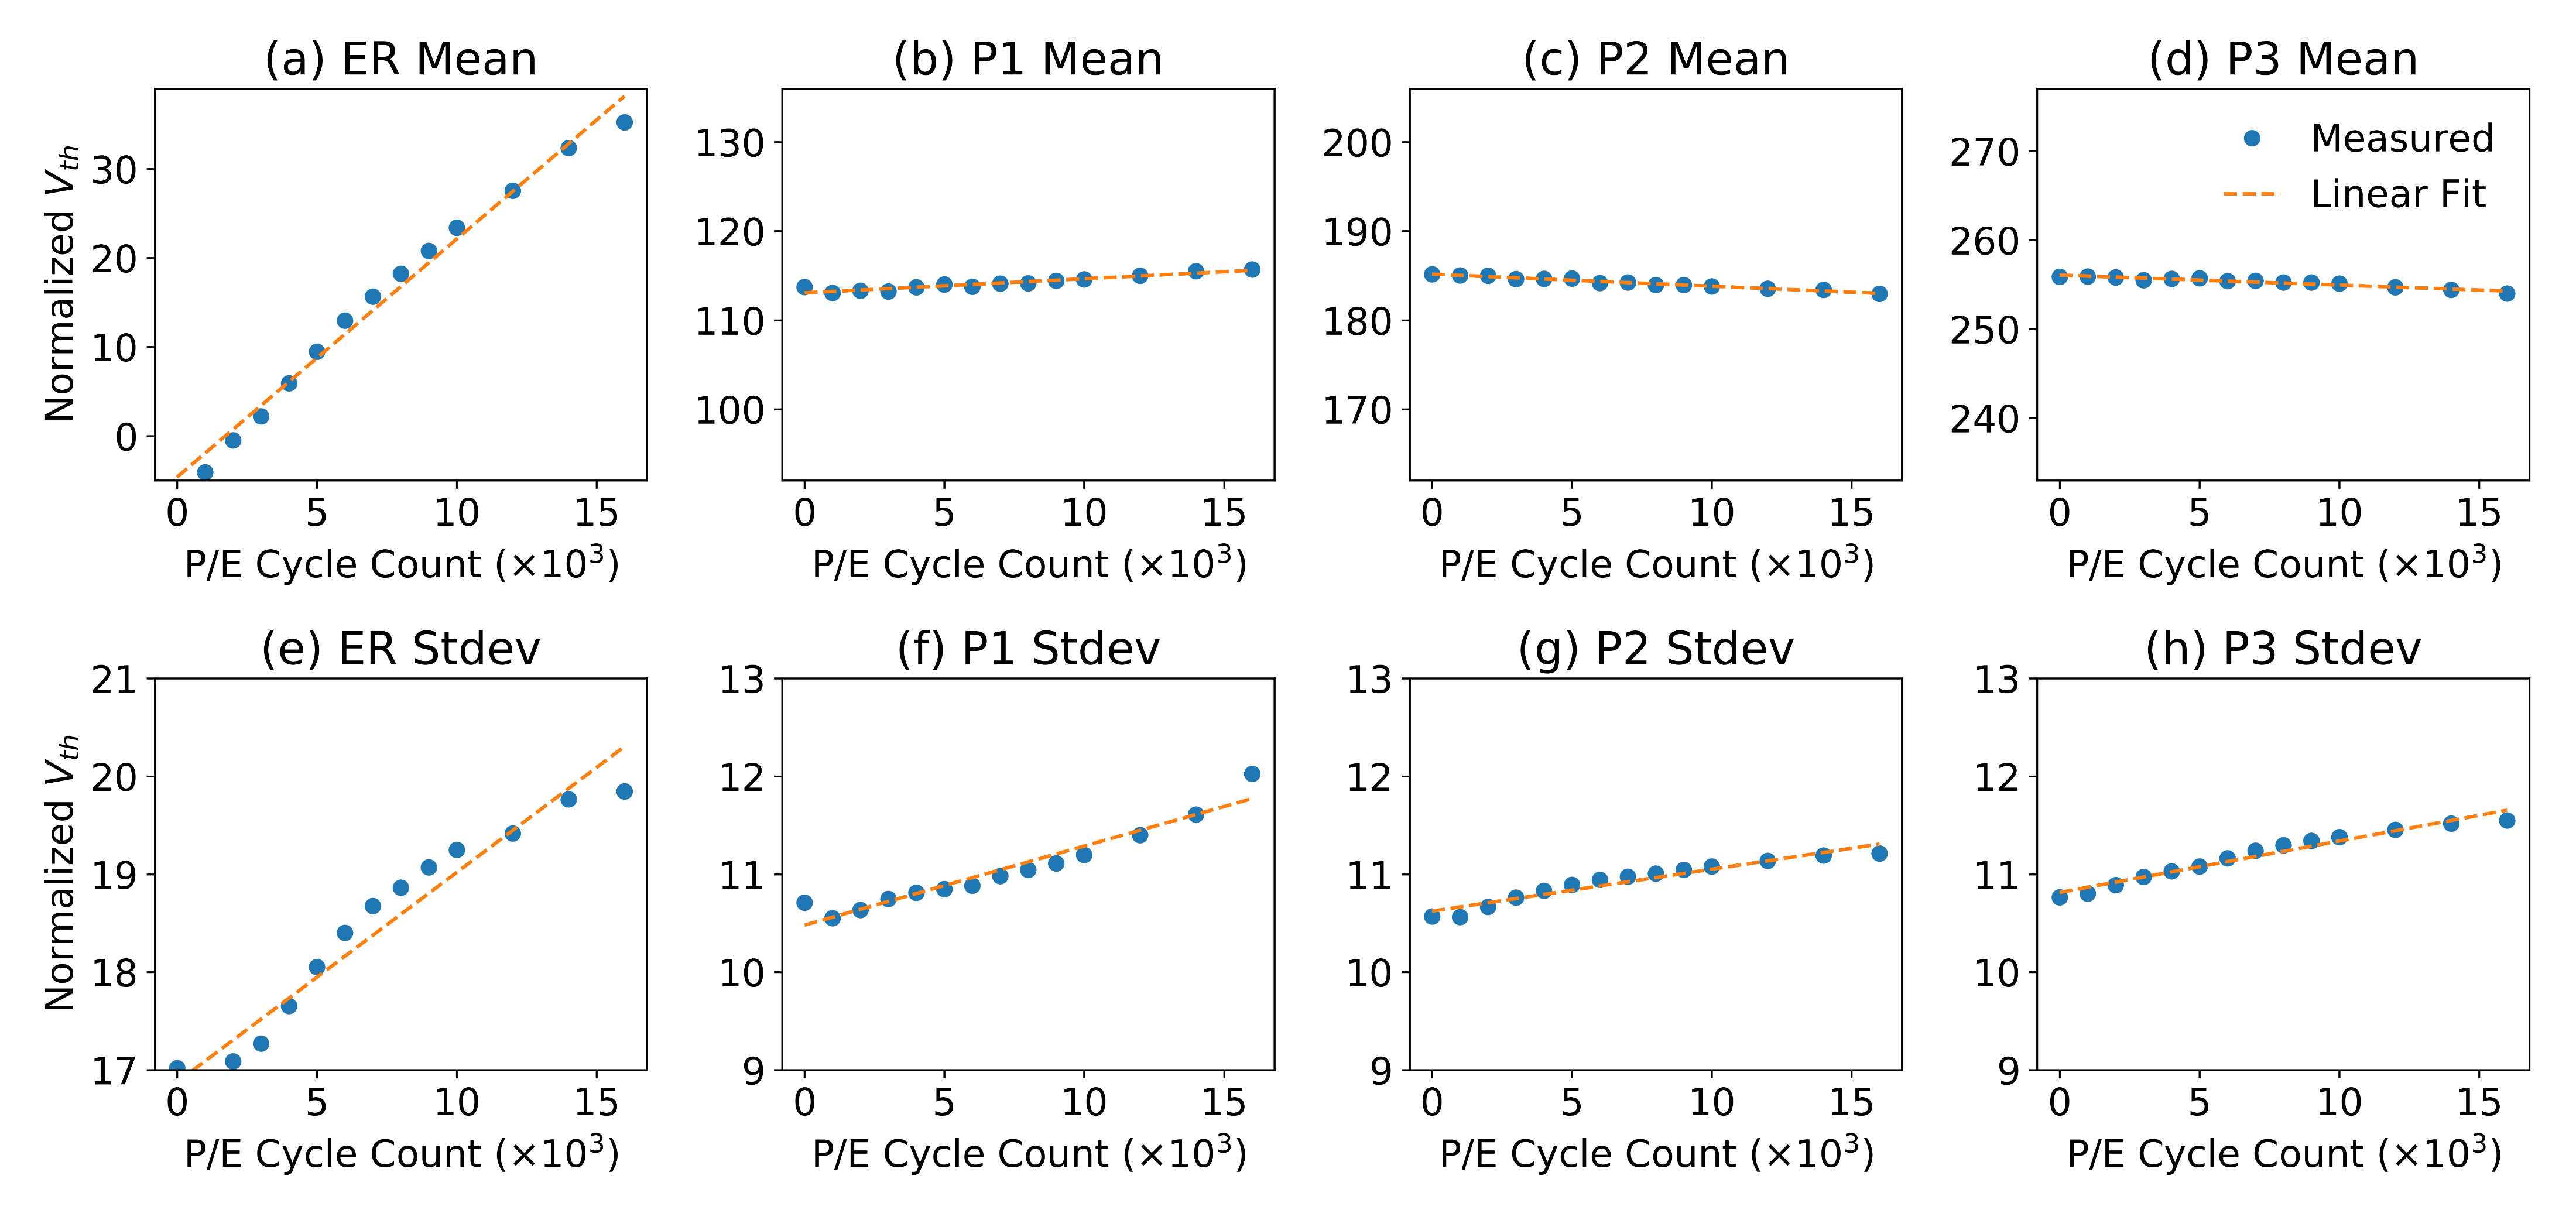 (a) ER Mean
(b) P1 Mean
(c) P2 Mean
(d) P3 Mean
Normalized V_th
30
20
10
0
0 5 10 15
P/E Cycle Count (×10³)
130
120
110
100
0 5 10 15
P/E Cycle Count (×10³)
200
190
180
170
0 5 10 15
P/E Cycle Count (×10³)
270
260
250
240
Measured
Linear Fit
0 5 10 15
P/E Cycle Count (×10³)
(e) ER Stdev
(f) P1 Stdev
(g) P2 Stdev
(h) P3 Stdev
Normalized V_th
21
20
19
18
17
0 5 10 15
P/E Cycle Count (×10³)
13
12
11
10
9
0 5 10 15
P/E Cycle Count (×10³)
13
12
11
10
9
0 5 10 15
P/E Cycle Count (×10³)
13
12
11
10
9
0 5 10 15
P/E Cycle Count (×10³)